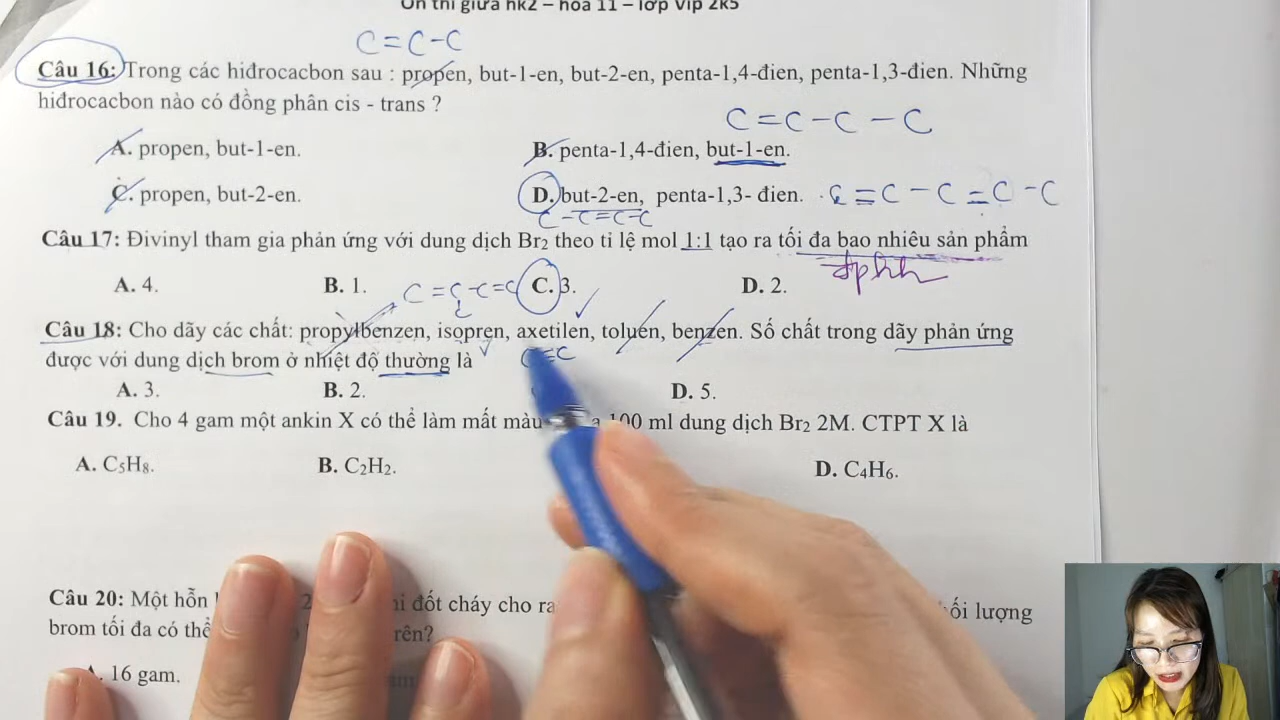 Ôn thi giữa hk2 – hóa 11 – lớp vip 2k5
C=C-C
Câu 16: Trong các hiđrocacbon sau : propen, but-1-en, but-2-en, penta-1,4-đien, penta-1,3-đien. Những
hiđrocacbon nào có đồng phân cis - trans ?
C=C-C-C
A. propen, but-1-en. B. penta-1,4-đien, but-1-en.
C. propen, but-2-en. D. but-2-en, penta-1,3- đien. C=C-C=C-C
C-C=C-C
Câu 17: Đivinyl tham gia phản ứng với dung dịch Br₂ theo tỉ lệ mol 1:1 tạo ra tối đa bao nhiêu sản phẩm
đphh
A. 4. B. 1. C. 3. D. 2.
C=C-C=C
C
Câu 18: Cho dãy các chất: propylbenzen, isopren, axetilen, toluen, benzen. Số chất trong dãy phản ứng
được với dung dịch brom ở nhiệt độ thường là
A. 3. B. 2. D. 5.
Câu 19. Cho 4 gam một ankin X có thể làm mất màu 100 ml dung dịch Br₂ 2M. CTPT X là
A. C₅H₈. B. C₂H₂. D. C₄H₆.
Câu 20: Một hỗn đốt cháy cho ra lượng
brom tối đa có thể
16 gam.